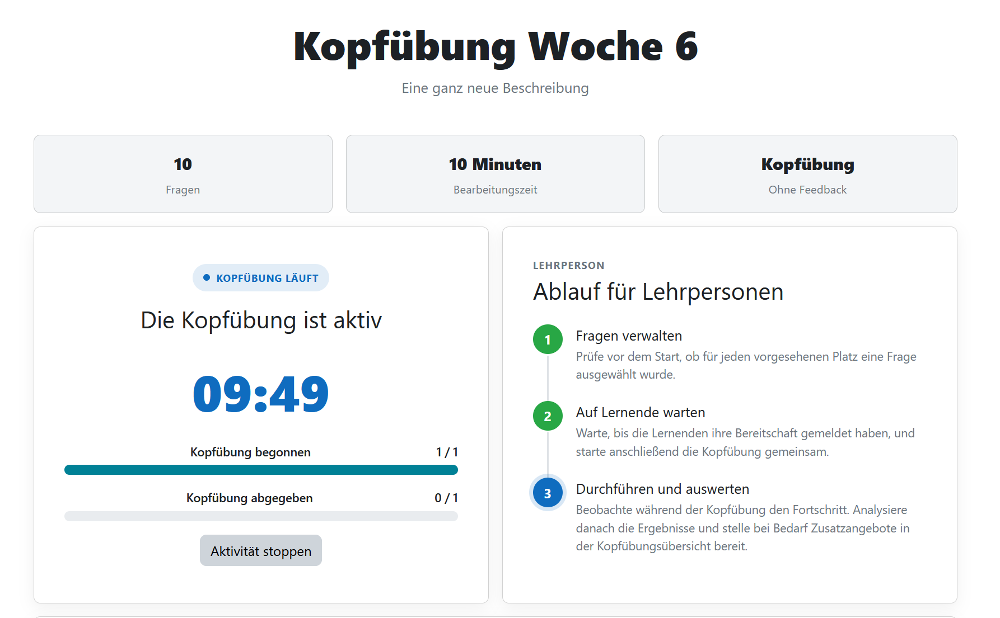 Kopfübung Woche 6
Eine ganz neue Beschreibung
10
Fragen
10 Minuten
Bearbeitungszeit
Kopfübung
Ohne Feedback
KOPFÜBUNG LÄUFT
Die Kopfübung ist aktiv
09:49
Kopfübung begonnen 1 / 1
Kopfübung abgegeben 0 / 1
Aktivität stoppen
LEHRPERSON
Ablauf für Lehrpersonen
1 Fragen verwalten
Prüfe vor dem Start, ob für jeden vorgesehenen Platz eine Frage
ausgewählt wurde.
2 Auf Lernende warten
Warte, bis die Lernenden ihre Bereitschaft gemeldet haben, und
starte anschließend die Kopfübung gemeinsam.
3 Durchführen und auswerten
Beobachte während der Kopfübung den Fortschritt. Analysiere
danach die Ergebnisse und stelle bei Bedarf Zusatzangebote in
der Kopfübungsübersicht bereit.